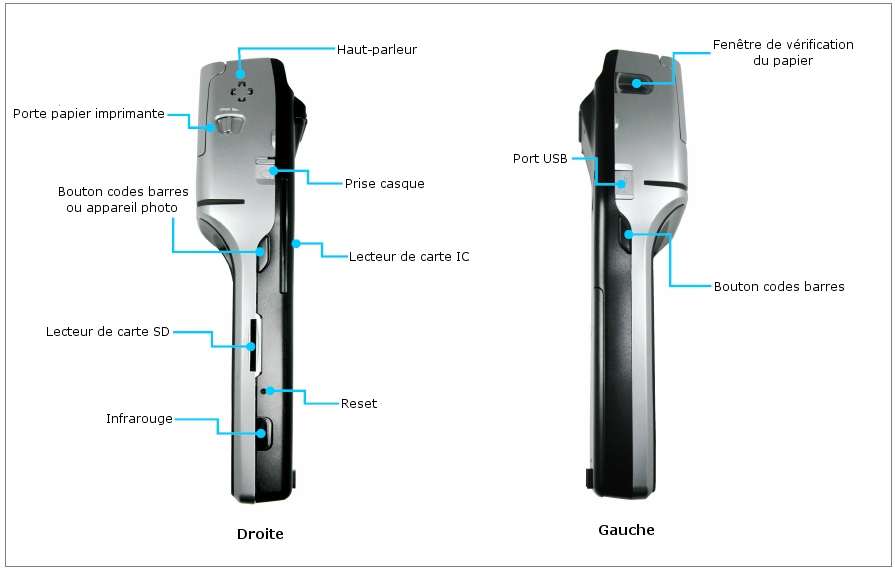 Haut-parleur
Porte papier imprimante
Prise casque
Bouton codes barres
ou appareil photo
Lecteur de carte IC
Lecteur de carte SD
Reset
Infrarouge
Droite
Fenêtre de vérification
du papier
Port USB
Bouton codes barres
Gauche